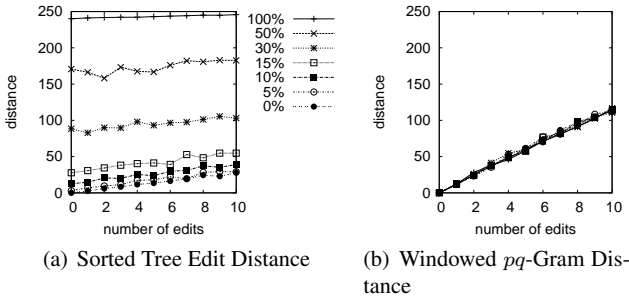 250
200
150
100
50
0
distance
0 2 4 6 8 10
number of edits
100%
50%
30%
15%
10%
5%
0%
250
200
150
100
50
0
distance
0 2 4 6 8 10
number of edits
(a) Sorted Tree Edit Distance
(b) Windowed pq-Gram Dis-
tance